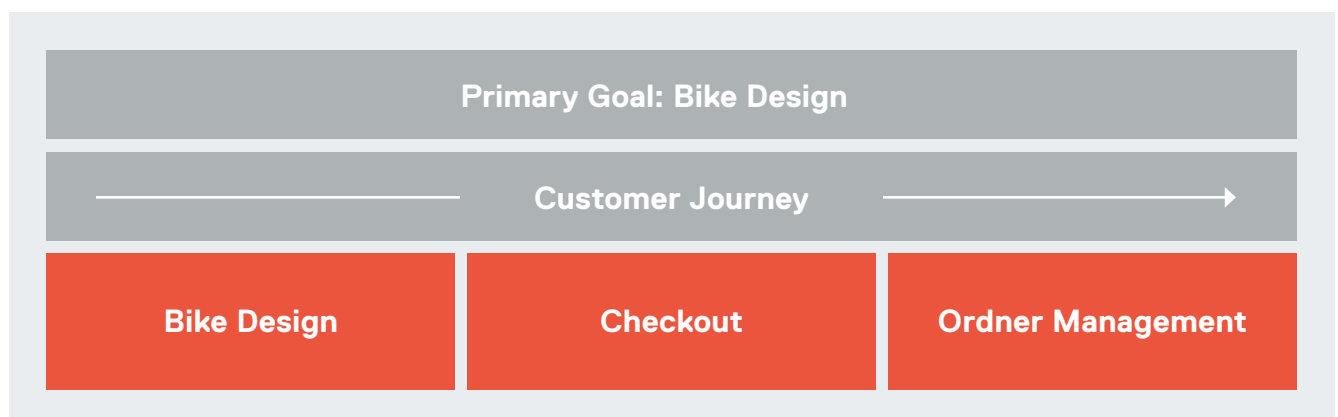 Primary Goal: Bike Design
Customer Journey
Bike Design
Checkout
Ordner Management